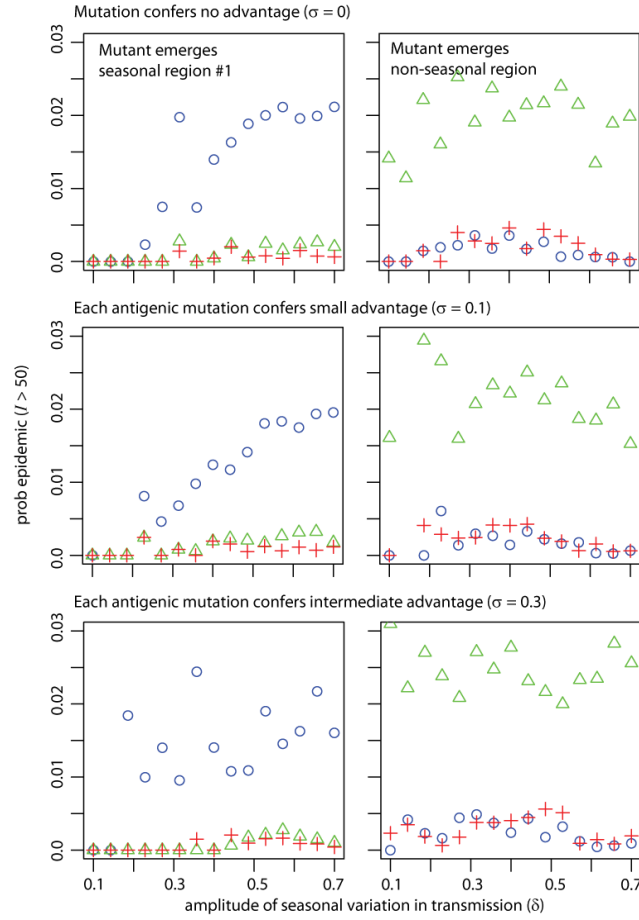 Mutation confers no advantage (σ = 0)
Mutant emerges
seasonal region #1
Mutant emerges
non-seasonal region
0.03
0.02
0.01
0.0
Each antigenic mutation confers small advantage (σ = 0.1)
0.03
0.02
0.01
0.0
prob epidemic (I > 50)
Each antigenic mutation confers intermediate advantage (σ = 0.3)
0.03
0.02
0.01
0.0
0.1 0.3 0.5 0.7 0.1 0.3 0.5 0.7
amplitude of seasonal variation in transmission (δ)